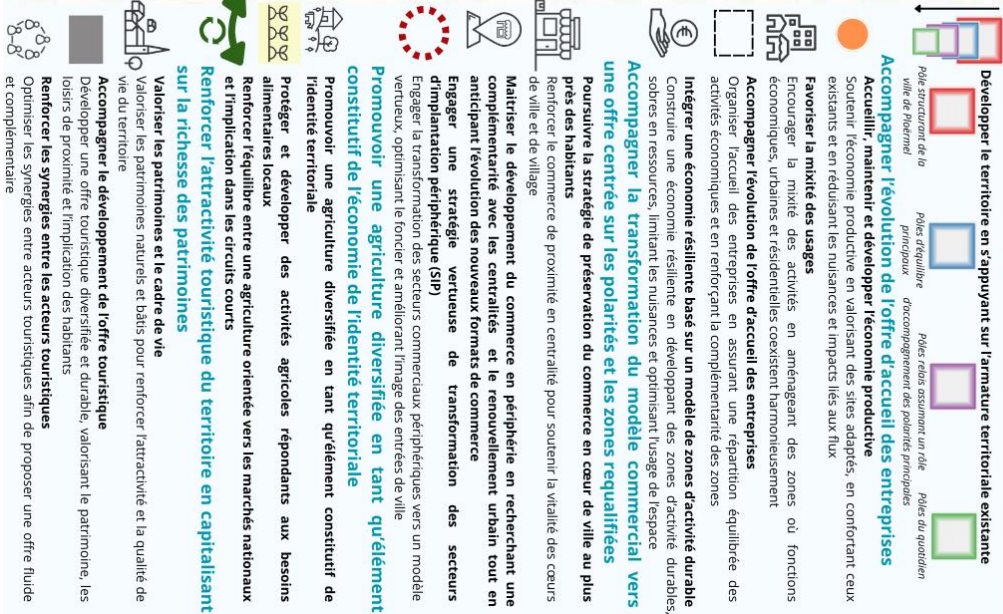 Développer le territoire en s'appuyant sur l'armature territoriale existante
Pôle structurant de la
ville de Ploërmel
Pôles d'équilibre
principaux
Pôles relais assumant un rôle
d'accompagnement des polarités principales
Pôles du quotidien
Accompagner l'évolution de l'offre d'accueil des entreprises
Accueillir, maintenir et développer l'économie productive
Soutenir l'économie productive en valorisant des sites adaptés, en confortant ceux
existants et en réduisant les nuisances et impacts liés aux flux
Favoriser la mixité des usages
Encourager la mixité des activités en aménageant des zones où fonctions
économiques, urbaines et résidentielles coexistent harmonieusement
Accompagner l'évolution de l'offre d'accueil des entreprises
Organiser l'accueil des entreprises en assurant une répartition équilibrée des
activités économiques et en renforçant la complémentarité des zones
Intégrer une économie résiliente basé sur un modèle de zones d'activité durable
Construire une économie résiliente en développant des zones d'activité durables,
sobres en ressources, limitant les nuisances et optimisant l'usage de l'espace
Accompagner la transformation du modèle commercial vers
une offre centrée sur les polarités et les zones requalifiées
Poursuivre la stratégie de préservation du commerce en cœur de ville au plus
près des habitants
Renforcer le commerce de proximité en centralité pour soutenir la vitalité des cœurs
de ville et de village
Maitriser le développement du commerce en périphérie en recherchant une
complémentarité avec les centralités et le renouvellement urbain tout en
anticipant l'évolution des nouveaux formats de commerce
Engager une stratégie vertueuse de transformation des secteurs
d'implantation périphérique (SIP)
Engager la transformation des secteurs commerciaux périphériques vers un modèle
vertueux, optimisant le foncier et améliorant l'image des entrées de ville
Promouvoir une agriculture diversifiée en tant qu'élément
constitutif de l'économie de l'identité territoriale
Promouvoir une agriculture diversifiée en tant qu'élément constitutif de
l'identité territoriale
Protéger et développer des activités agricoles répondants aux besoins
alimentaires locaux
Renforcer l'équilibre entre une agriculture orientée vers les marchés nationaux
et l'implication dans les circuits courts
Renforcer l'attractivité touristique du territoire en capitalisant
sur la richesse des patrimoines
Valoriser les patrimoines et le cadre de vie
Valoriser les patrimoines naturels et bâtis pour renforcer l'attractivité et la qualité de
vie du territoire
Accompagner le développement de l'offre touristique
Développer une offre touristique diversifiée et durable, valorisant le patrimoine, les
loisirs de proximité et l'implication des habitants
Renforcer les synergies entre les acteurs touristiques
Optimiser les synergies entre acteurs touristiques afin de proposer une offre fluide
et complémentaire